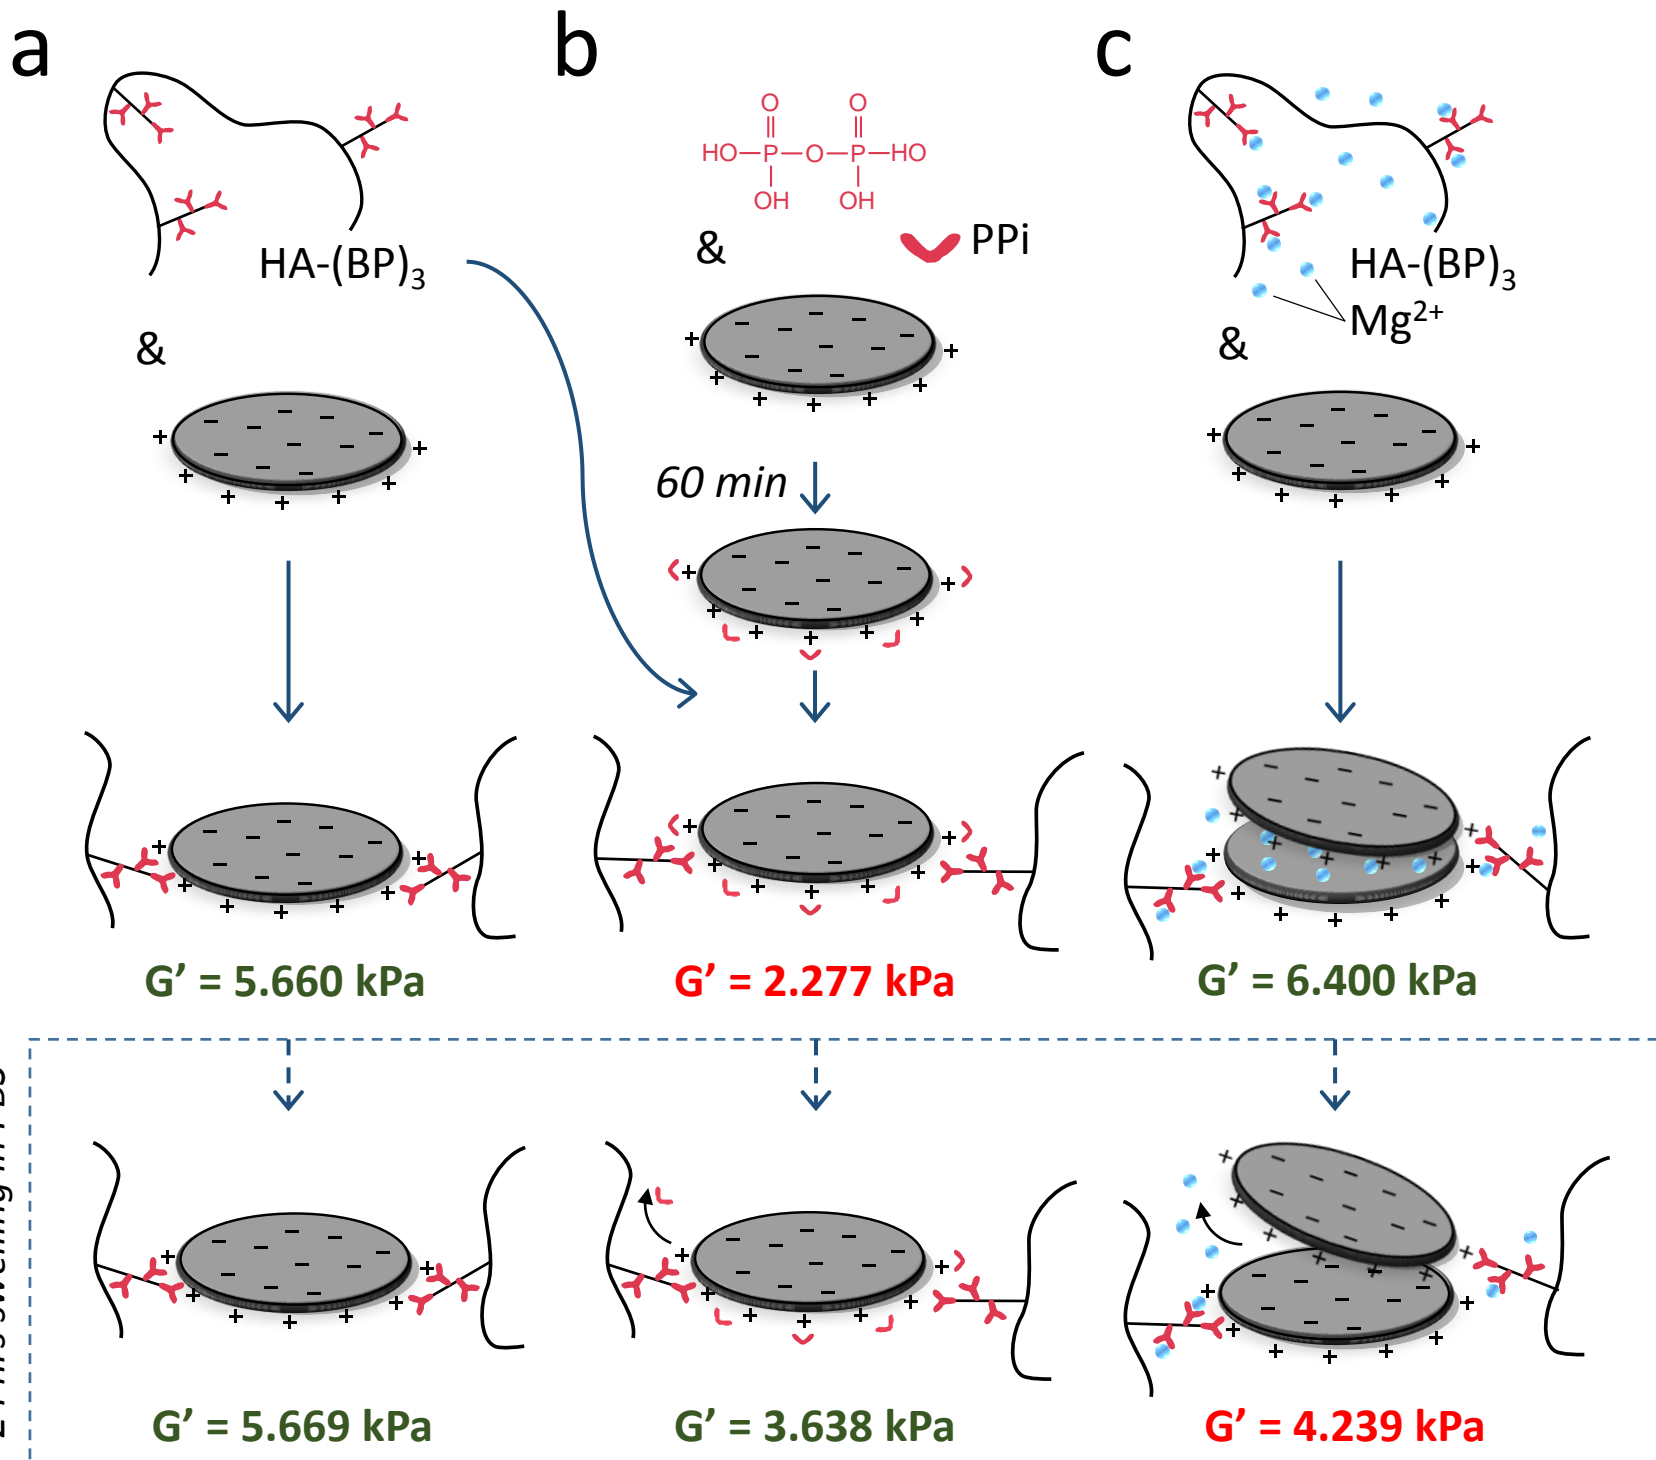 a
b
c
O
O
HO
P
O
P
HO
OH
OH
&
PPi
HA-(BP)3
HA-(BP)3
Mg2+
&
&
60 min
G’ = 5.660 kPa
G’ = 2.277 kPa
G’ = 6.400 kPa
G’ = 5.669 kPa
G’ = 3.638 kPa
G’ = 4.239 kPa